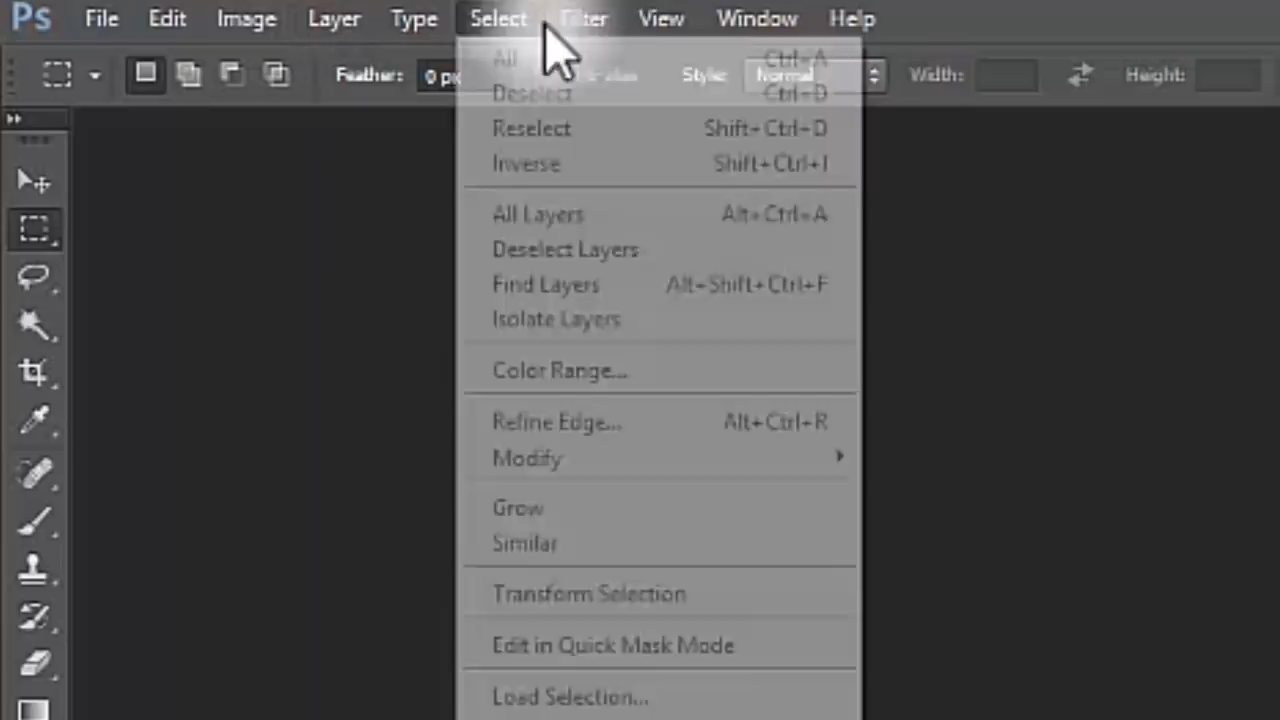 Ps File Edit Image Layer Type Select Filter View Window Help
Feather: 0 Style: Normal Width: Height:
All Ctrl+A
Deselect Ctrl+D
Reselect Shift+Ctrl+D
Inverse Shift+Ctrl+I
All Layers Alt+Ctrl+A
Deselect Layers
Find Layers Alt+Shift+Ctrl+F
Isolate Layers
Color Range...
Refine Edge... Alt+Ctrl+R
Modify
Grow
Similar
Transform Selection
Edit in Quick Mask Mode
Load Selection...